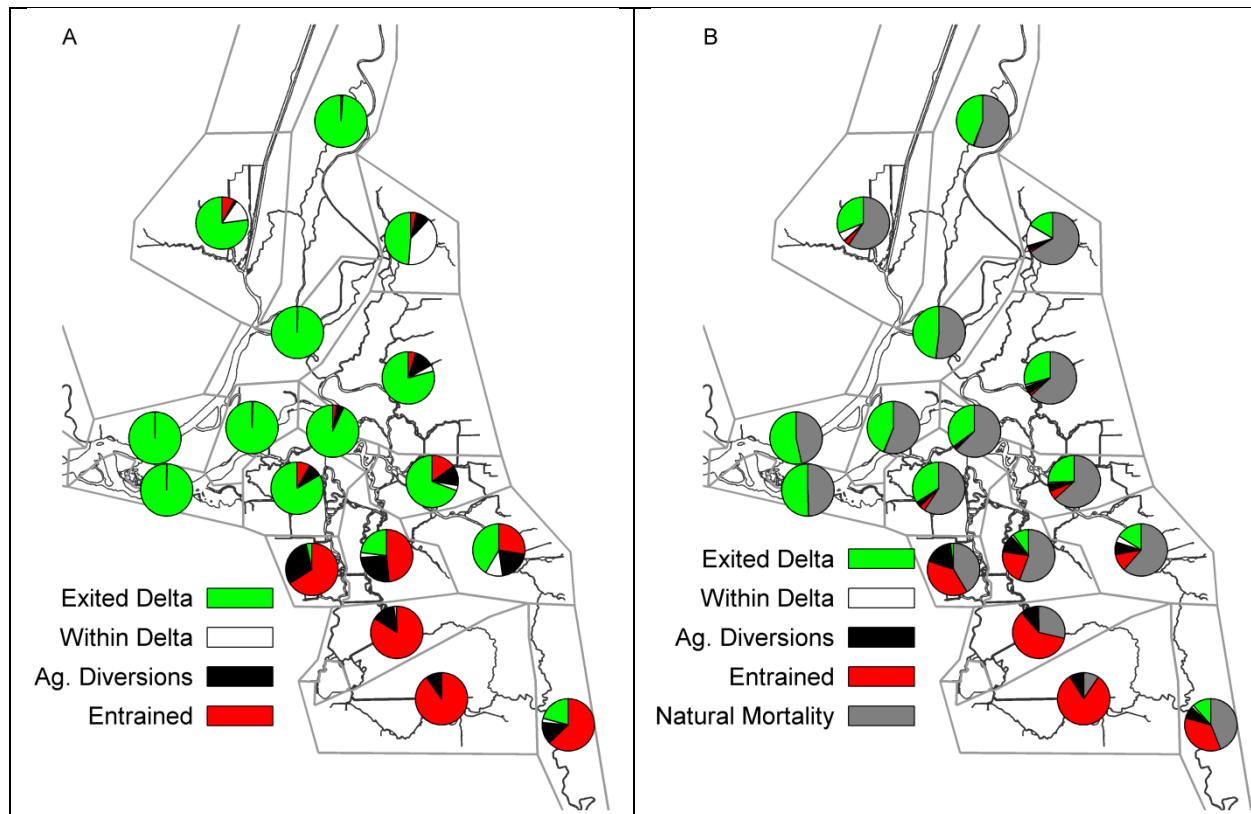 A
Exited Delta
Within Delta
Ag. Diversions
Entrained
B
Exited Delta
Within Delta
Ag. Diversions
Entrained
Natural Mortality